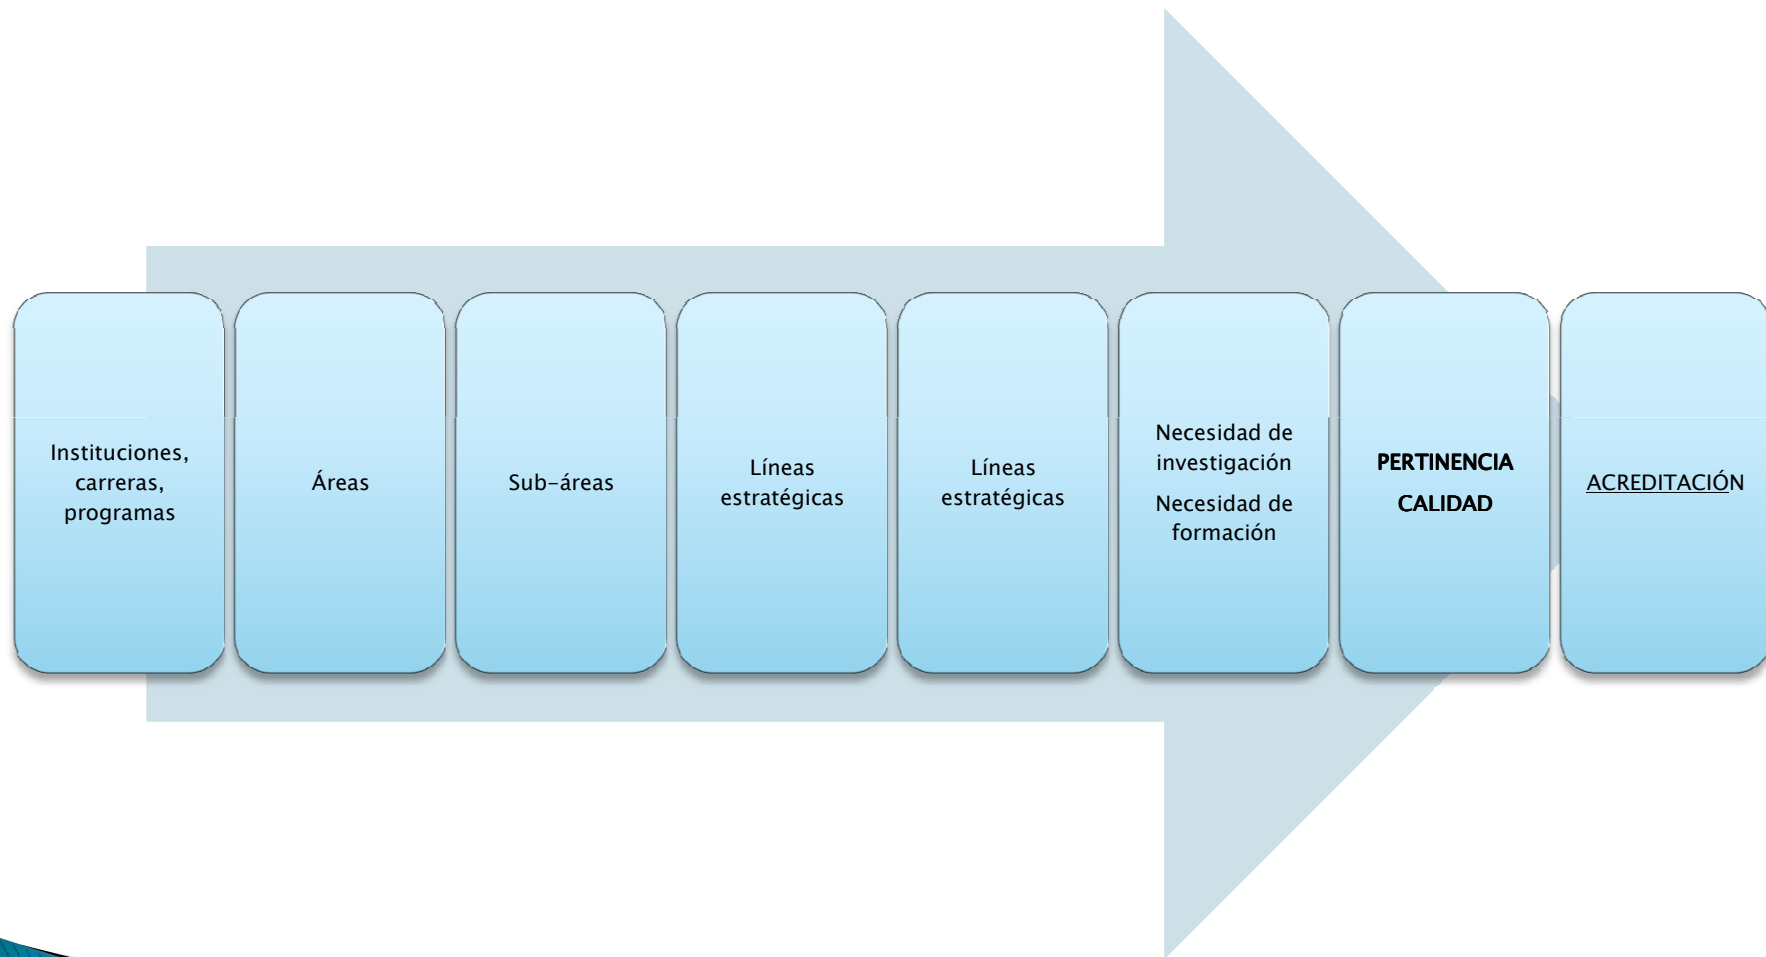 Instituciones,
carreras,
programas
Áreas
Sub-áreas
Líneas
estratégicas
Líneas
estratégicas
Necesidad de
investigación
Necesidad de
formación
PERTINENCIA
CALIDAD
ACREDITACIÓN